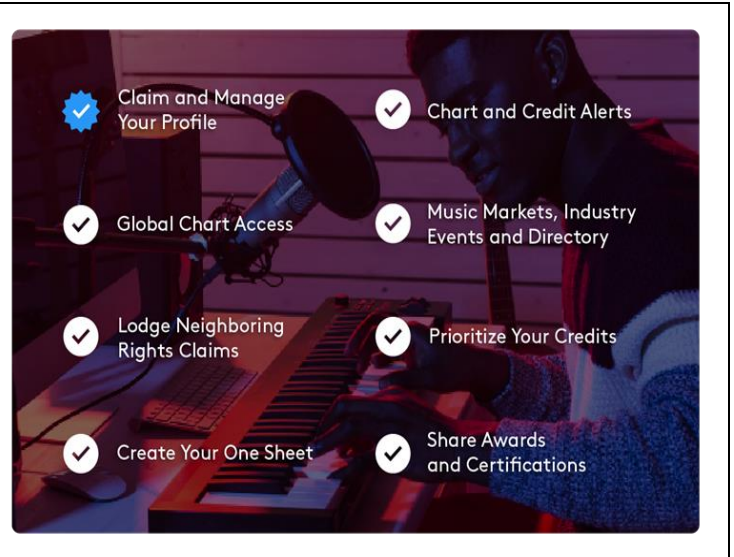 Claim and Manage
Your Profile
Chart and Credit Alerts
Global Chart Access
Music Markets, Industry
Events and Directory
Lodge Neighboring
Rights Claims
Prioritize Your Credits
Create Your One Sheet
Share Awards
and Certifications